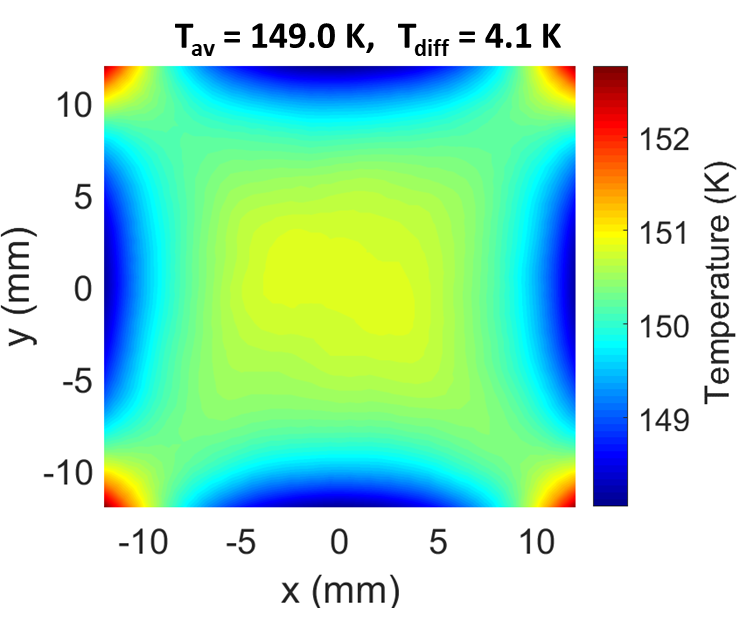 T_av = 149.0 K, T_diff = 4.1 K
10
5
0
-5
-10
y (mm)
-10 -5 0 5 10
x (mm)
152
151
150
149
Temperature (K)